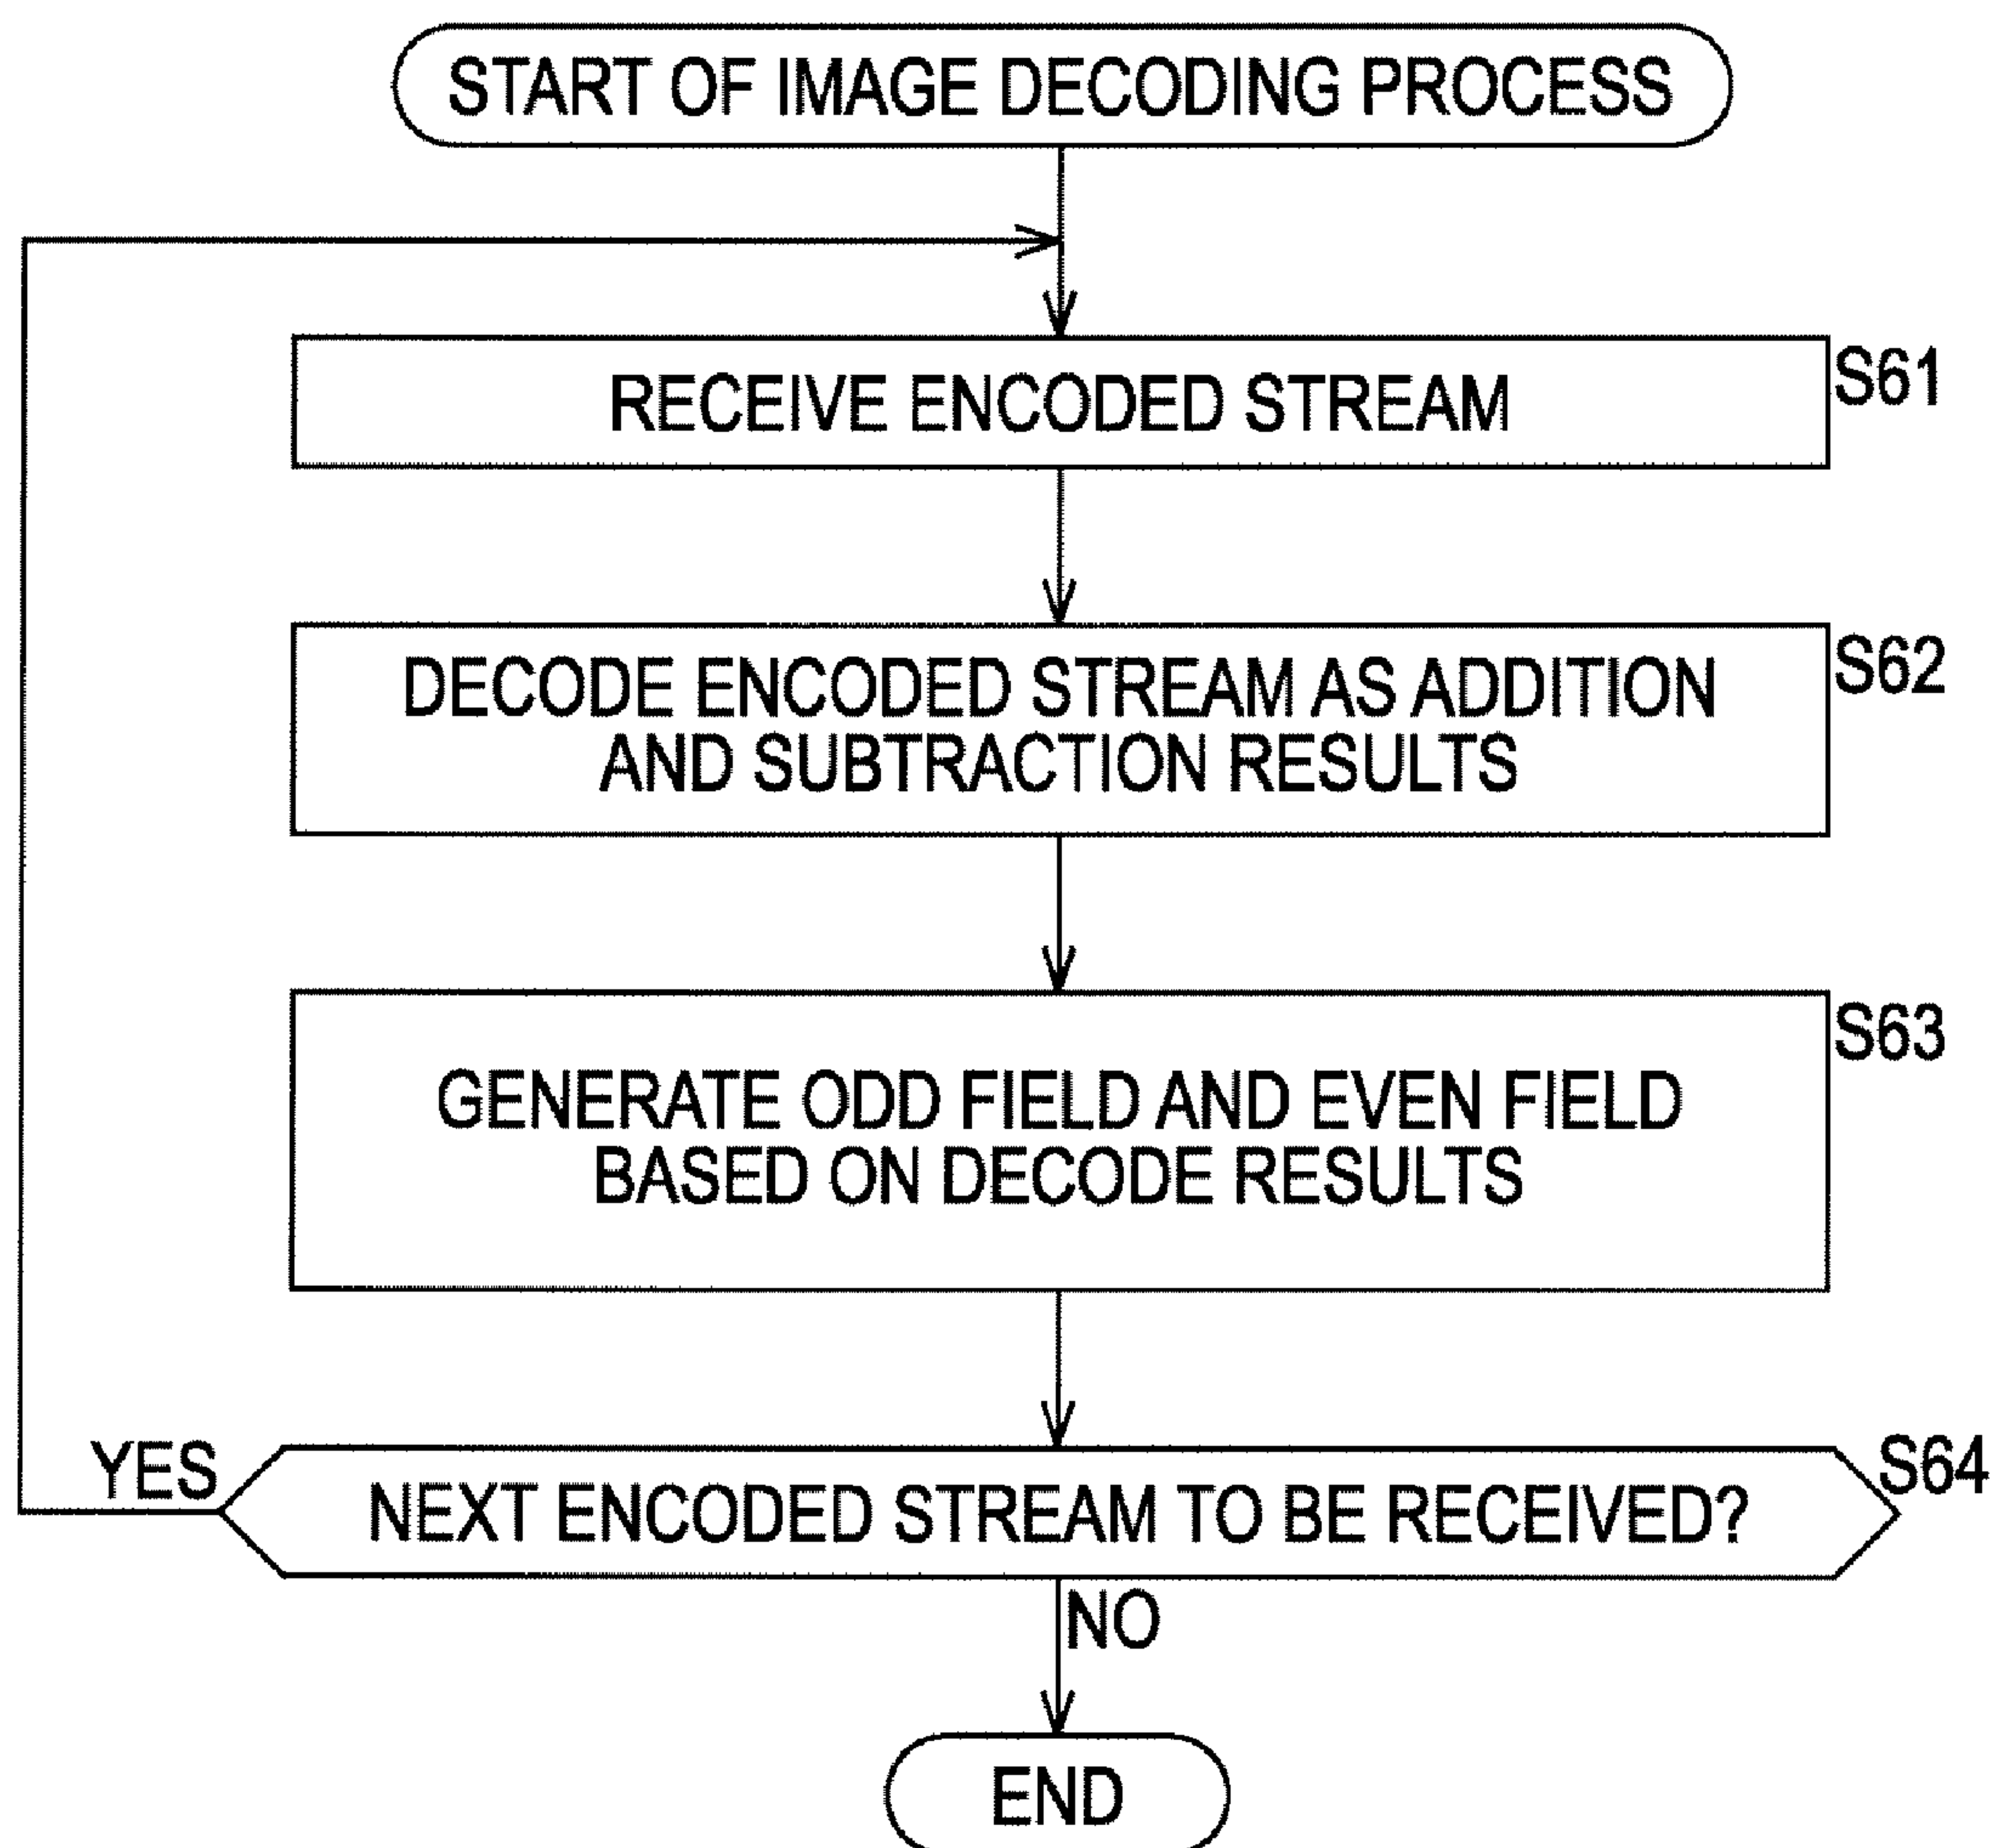 START OF IMAGE DECODING PROCESS
RECEIVE ENCODED STREAM
S61
DECODE ENCODED STREAM AS ADDITION
AND SUBTRACTION RESULTS
S62
GENERATE ODD FIELD AND EVEN FIELD
BASED ON DECODE RESULTS
S63
YES
NEXT ENCODED STREAM TO BE RECEIVED?
S64
NO
END